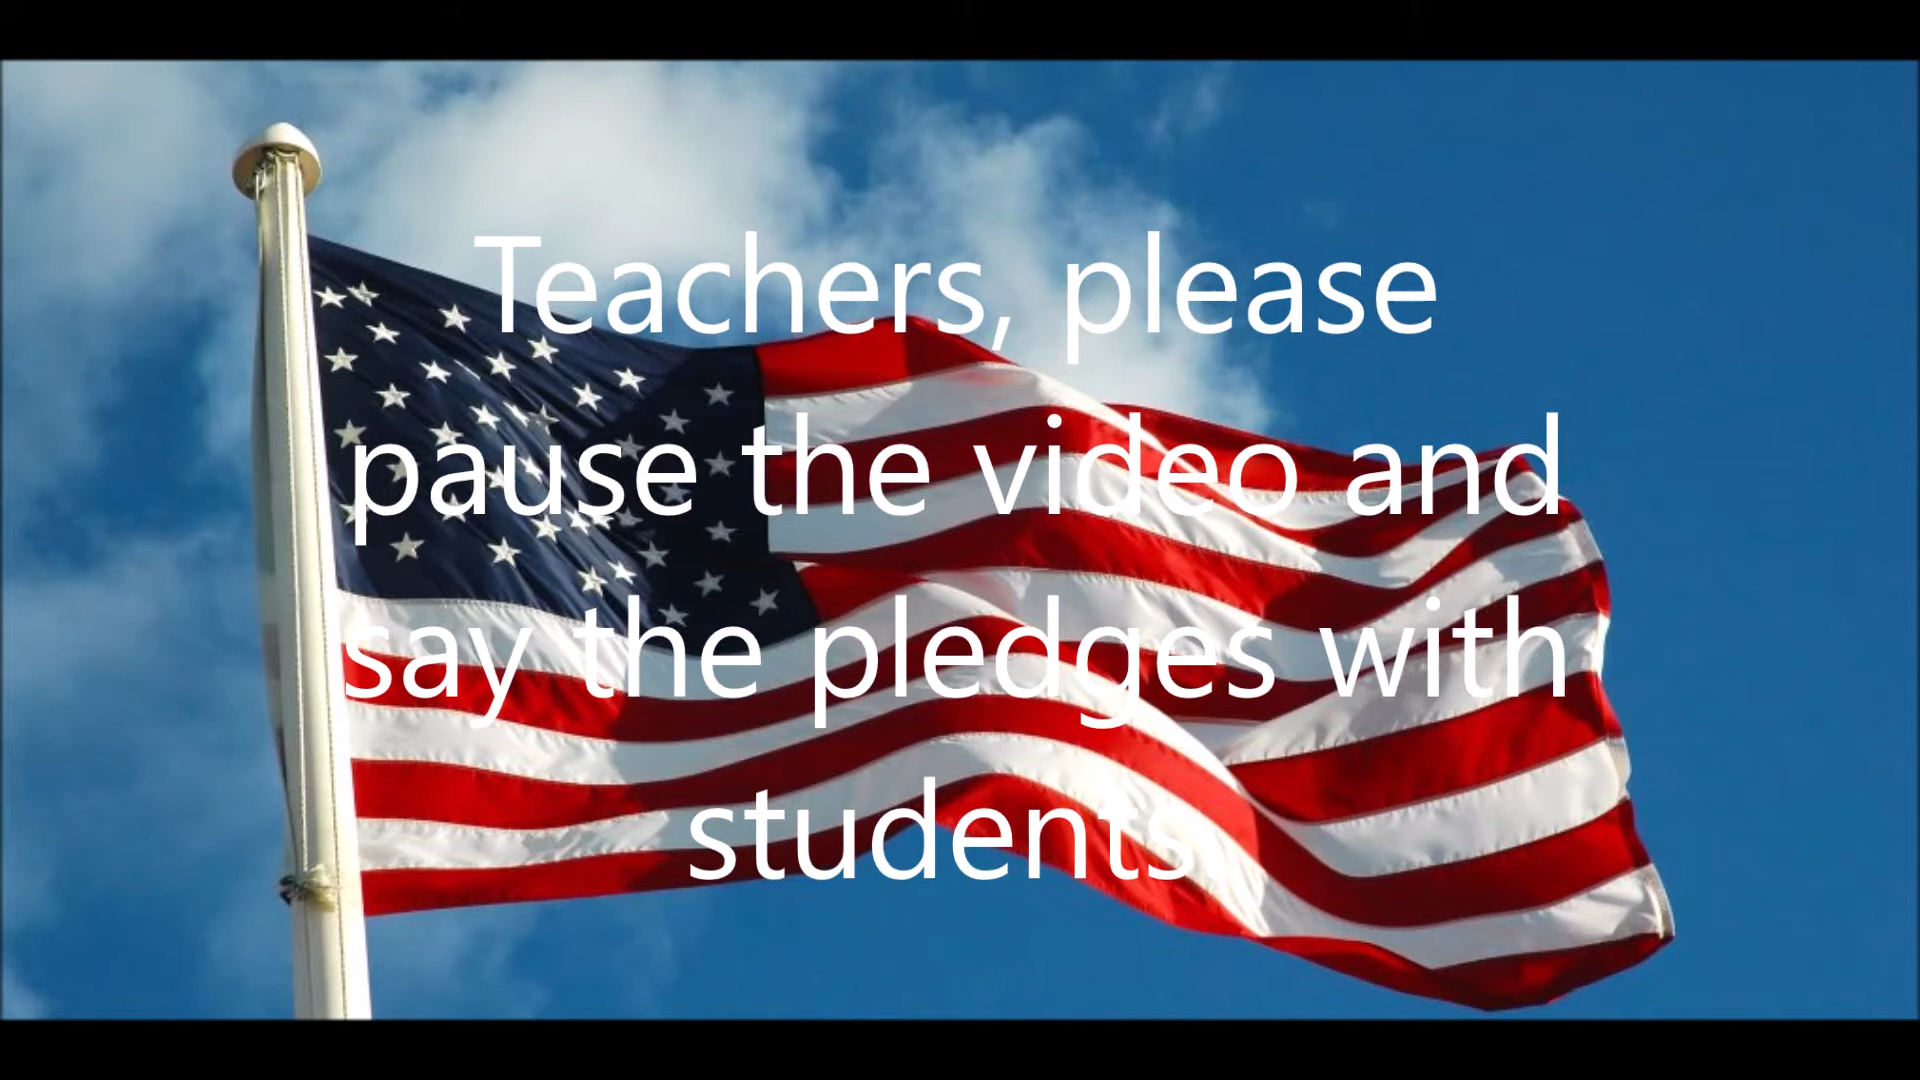 Teachers, please
pause the video and
say the pledges with
students.